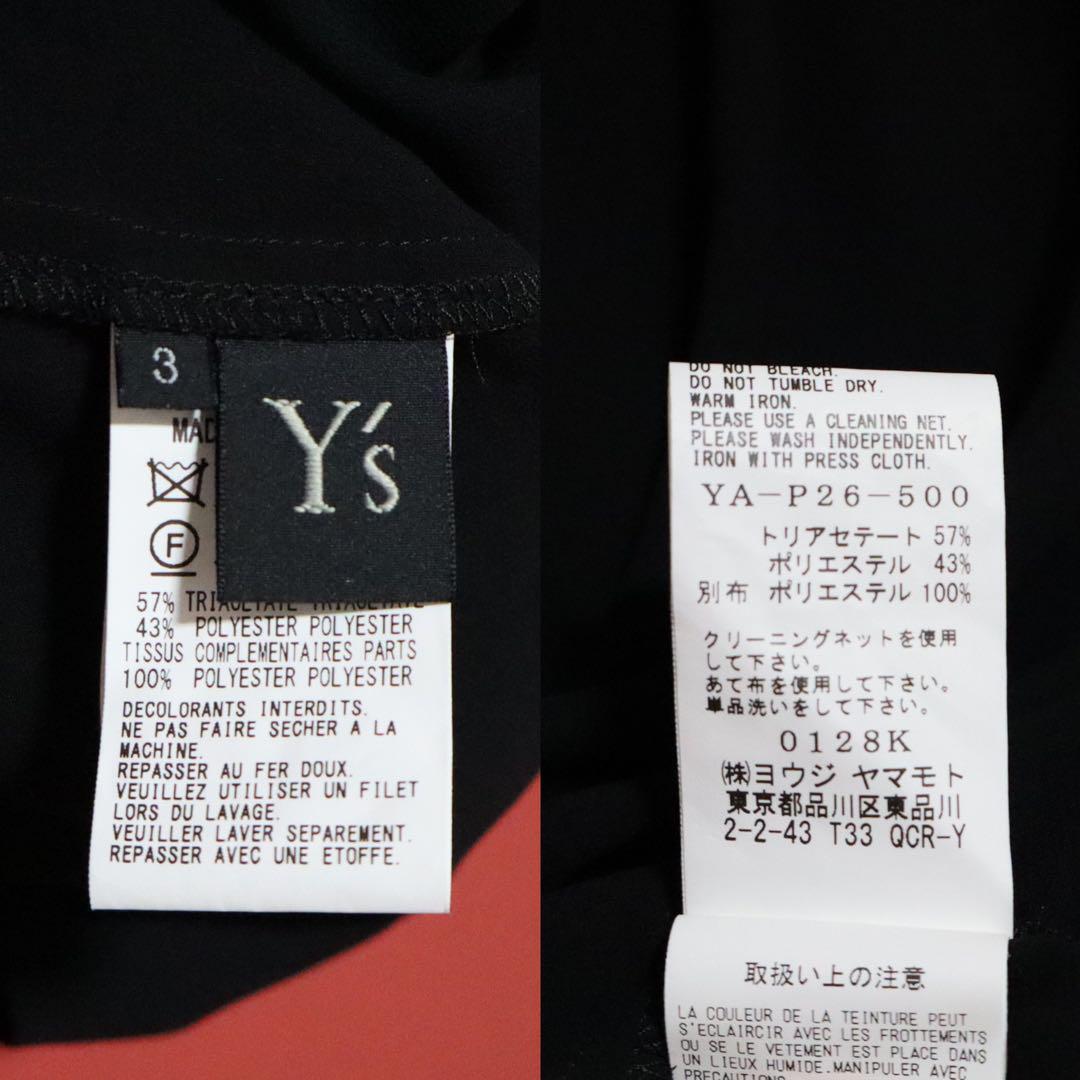 3
Y's
MAD
F
57% TRIACETATE TRIACETATE
43% POLYESTER POLYESTER
TISSUS COMPLEMENTAIRES PARTS
100% POLYESTER POLYESTER
DECOLORANTS INTERDITS.
NE PAS FAIRE SECHER A LA
MACHINE.
REPASSER AU FER DOUX.
VEUILLEZ UTILISER UN FILET
LORS DU LAVAGE.
VEUILLER LAVER SEPAREMENT.
REPASSER AVEC UNE ETOFFE.
DO NOT BLEACH.
DO NOT TUMBLE DRY.
WARM IRON.
PLEASE USE A CLEANING NET.
PLEASE WASH INDEPENDENTLY.
IRON WITH PRESS CLOTH.
YA-P26-500
トリアセテート 57%
ポリエステル 43%
別布 ポリエステル 100%
クリーニングネットを使用
して下さい。
あて布を使用して下さい。
単品洗いをして下さい。
0128K
㈱ヨウジ ヤマモト
東京都品川区東品川
2-2-43 T33 QCR-Y
取扱い上の注意
LA COULEUR DE LA TEINTURE PEUT
S'ECLAIRCIR AVEC LES FROTTEMENTS
OU SE LE VETEMENT EST PLACE DANS
UN LIEUX HUMIDE.MANIPULER AVEC
PRECAUTIONS.